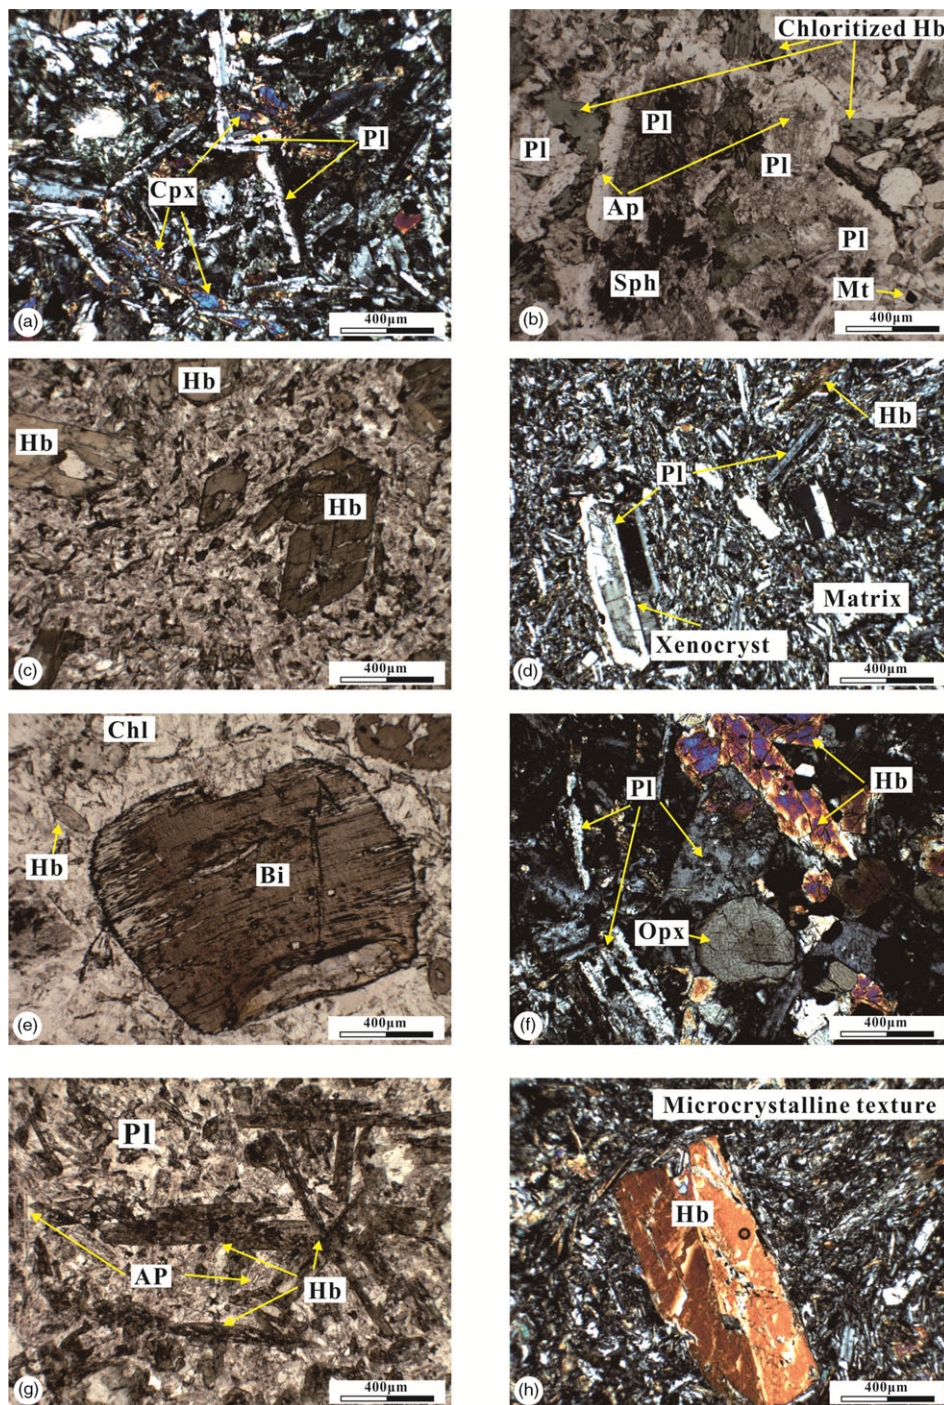 Pl
Cpx
400μm
(a)
Chloritized Hb
Pl
Pl
Pl
Ap
Pl
Sph
Mt
400μm
(b)
Hb
Hb
Hb
400μm
(c)
Hb
Pl
Matrix
Xenocryst
400μm
(d)
Chl
Hb
Bi
400μm
(e)
Hb
Pl
Opx
400μm
(f)
Pl
AP
Hb
400μm
(g)
Microcrystalline texture
Hb
400μm
(h)